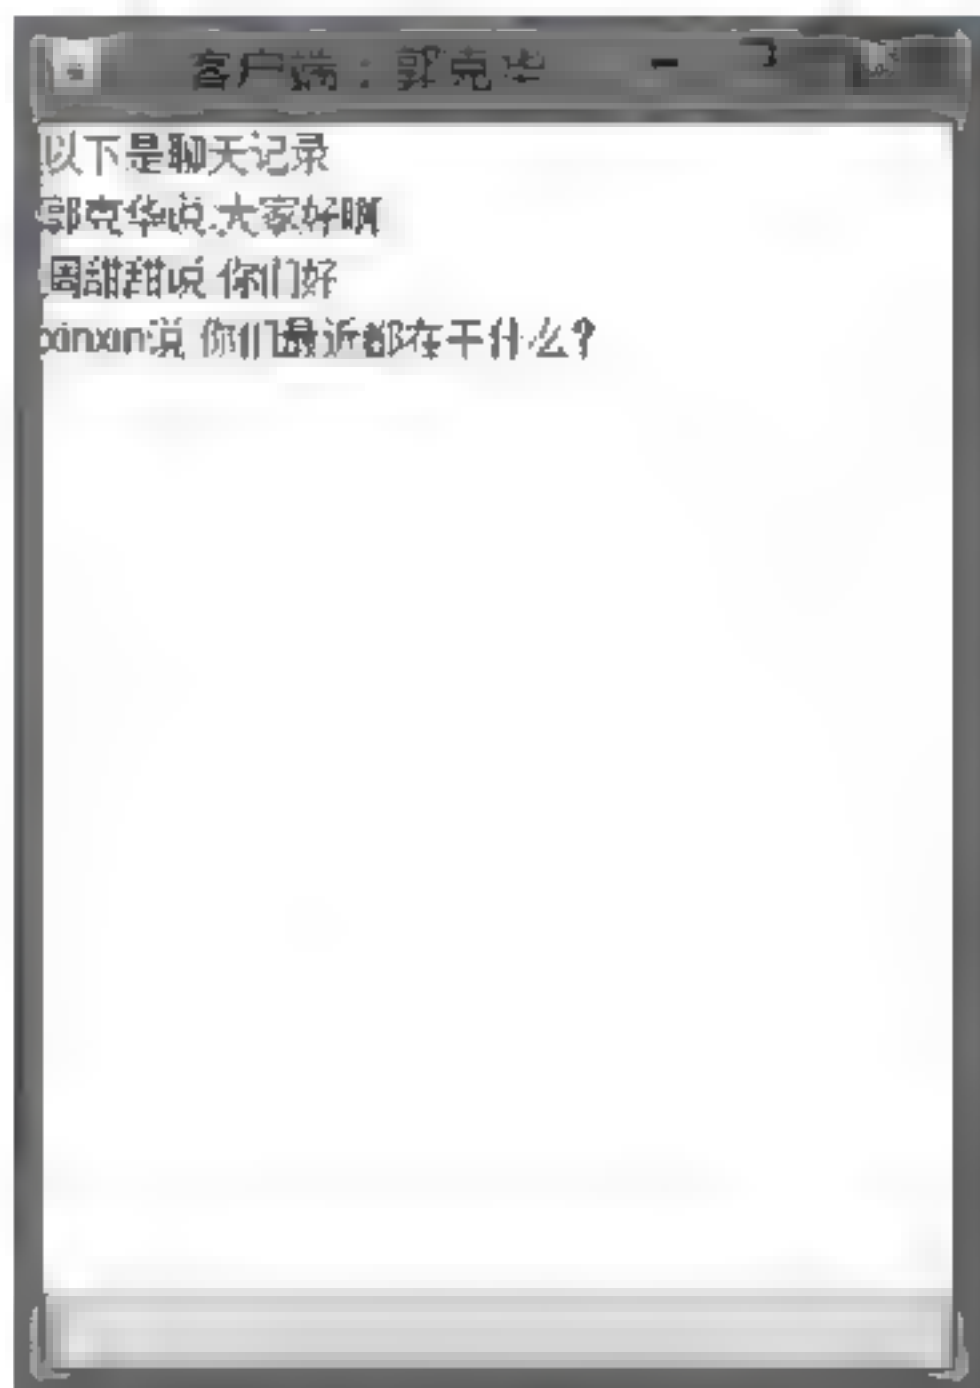 客户端：郭克华
以下是聊天记录
郭克华说:大家好啊
周甜甜说 你们好
xinxin说 你们最近都在干什么?